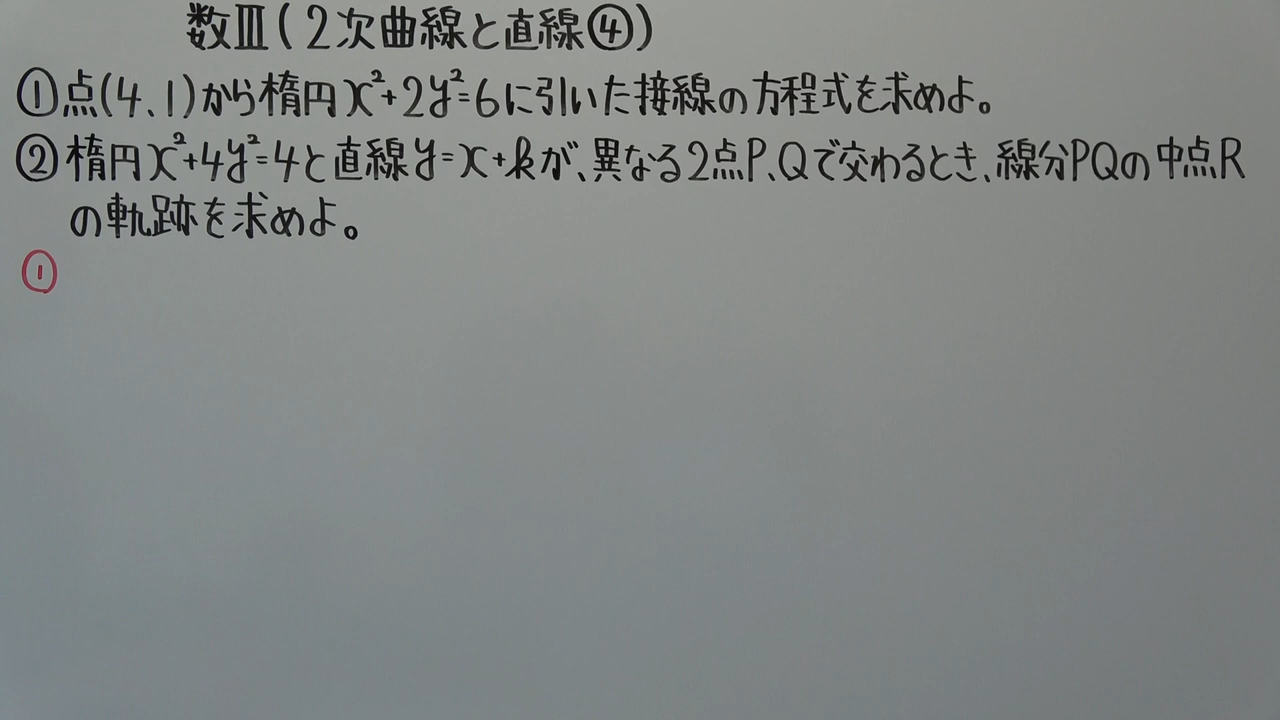 数Ⅲ(2次曲線と直線④)
①点(4、1)から楕円x²+2y²=6に引いた接線の方程式を求めよ。
②楕円x²+4y²=4と直線y=x+kが、異なる2点P、Qで交わるとき、線分PQの中点R
の軌跡を求めよ。
①